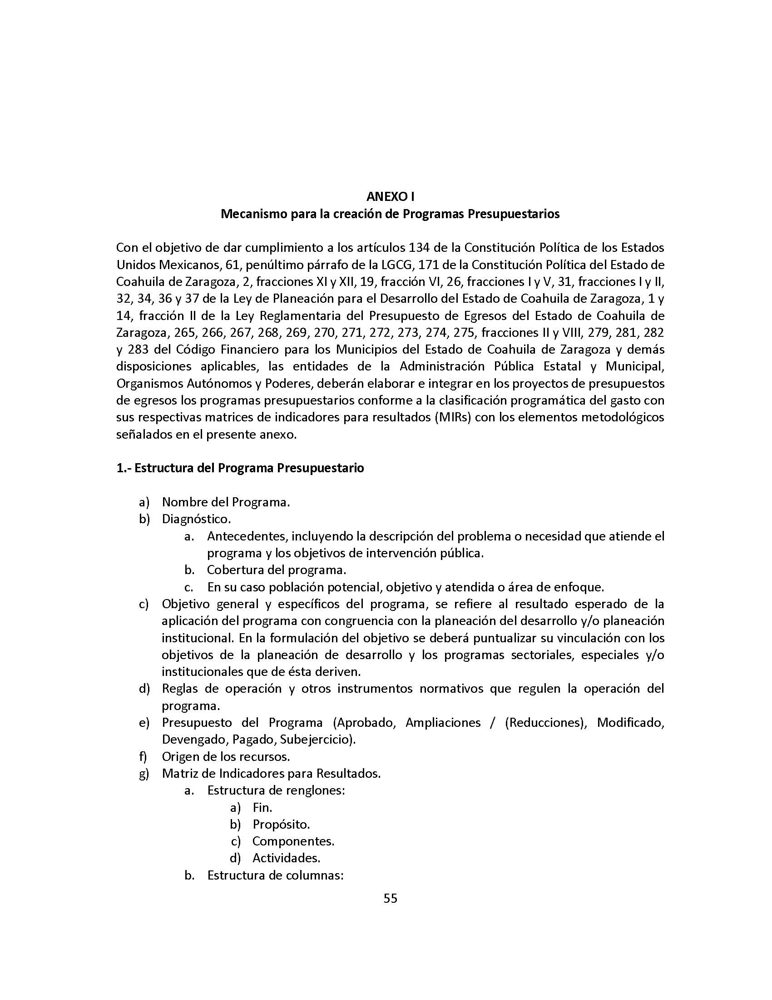 ANEXO I
Mecanismo para la creación de Programas Presupuestarios
Con el objetivo de dar cumplimiento a los artículos 134 de la Constitución Política de los Estados
Unidos Mexicanos, 61, penúltimo párrafo de la LGCG, 171 de la Constitución Política del Estado de
Coahuila de Zaragoza, 2, fracciones XI y XII, 19, fracción VI, 26, fracciones I y V, 31, fracciones I y II,
32, 34, 36 y 37 de la Ley de Planeación para el Desarrollo del Estado de Coahuila de Zaragoza, 1 y
14, fracción II de la Ley Reglamentaria del Presupuesto de Egresos del Estado de Coahuila de
Zaragoza, 265, 266, 267, 268, 269, 270, 271, 272, 273, 274, 275, fracciones II y VIII, 279, 281, 282
y 283 del Código Financiero para los Municipios del Estado de Coahuila de Zaragoza y demás
disposiciones aplicables, las entidades de la Administración Pública Estatal y Municipal,
Organismos Autónomos y Poderes, deberán elaborar e integrar en los proyectos de presupuestos
de egresos los programas presupuestarios conforme a la clasificación programática del gasto con
sus respectivas matrices de indicadores para resultados (MIRs) con los elementos metodológicos
señalados en el presente anexo.
1.- Estructura del Programa Presupuestario
a) Nombre del Programa.
b) Diagnóstico.
a. Antecedentes, incluyendo la descripción del problema o necesidad que atiende el
programa y los objetivos de intervención pública.
b. Cobertura del programa.
c. En su caso población potencial, objetivo y atendida o área de enfoque.
c) Objetivo general y específicos del programa, se refiere al resultado esperado de la
aplicación del programa con congruencia con la planeación del desarrollo y/o planeación
institucional. En la formulación del objetivo se deberá puntualizar su vinculación con los
objetivos de la planeación de desarrollo y los programas sectoriales, especiales y/o
institucionales que de ésta deriven.
d) Reglas de operación y otros instrumentos normativos que regulen la operación del
programa.
e) Presupuesto del Programa (Aprobado, Ampliaciones / (Reducciones), Modificado,
Devengado, Pagado, Subejercicio).
f) Origen de los recursos.
g) Matriz de Indicadores para Resultados.
a. Estructura de renglones:
a) Fin.
b) Propósito.
c) Componentes.
d) Actividades.
b. Estructura de columnas:
55